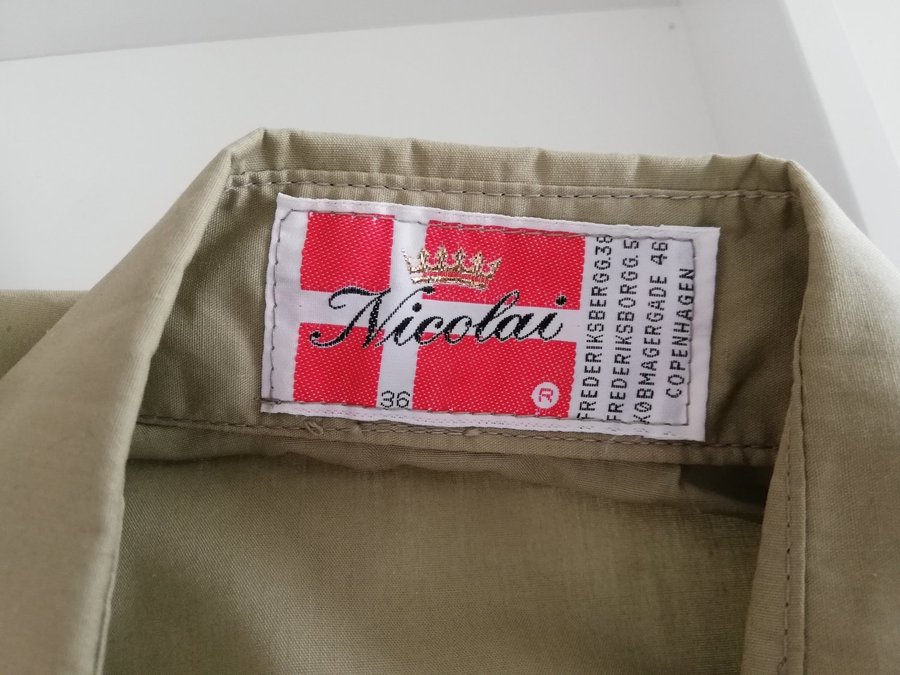 Nicolai
36
®
FREDERIKSBERGG.38
FREDERIKSBORGG.5
KØBMAGERGADE 46
COPENHAGEN